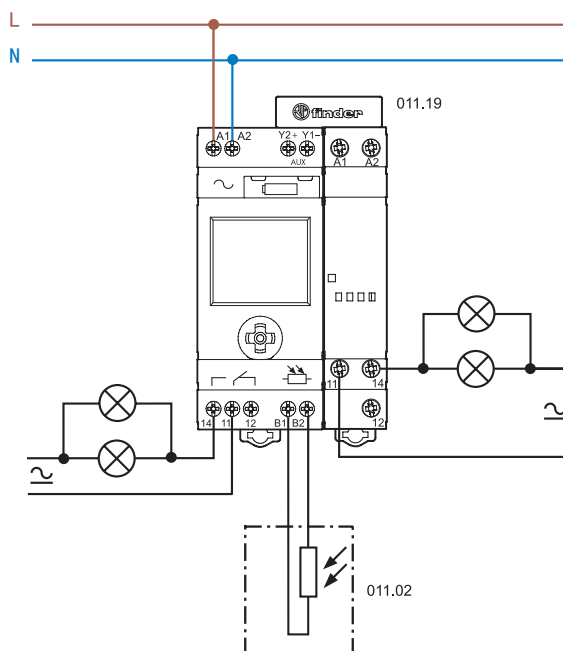 L
N
finder
011.19
A1 A2 Y2+ Y1- A1 A2
AUX
11 14
14 11 12 B1 B2 12
011.02